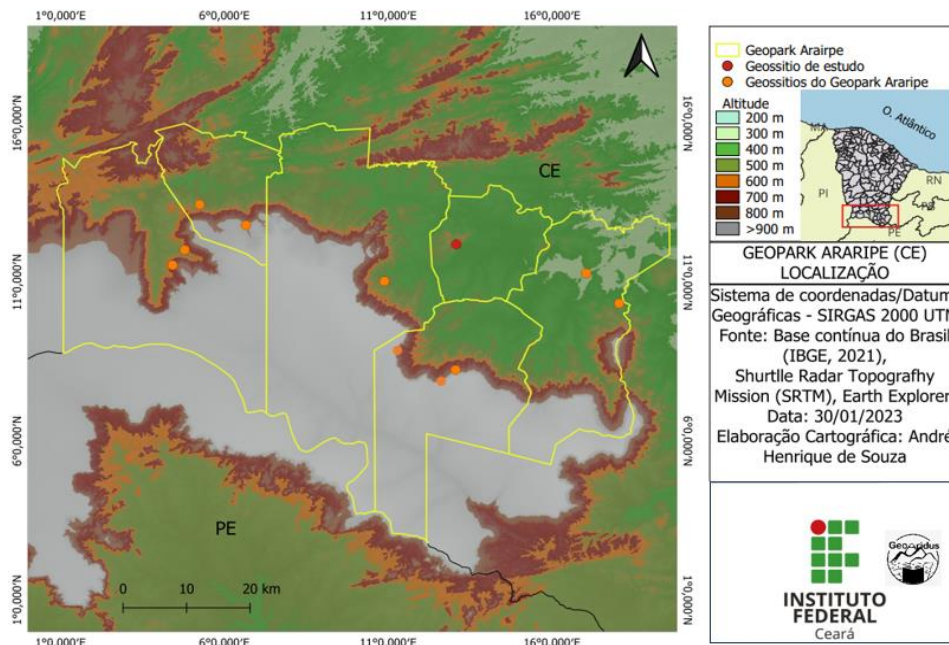 1°0,000'E 6°0,000'E 11°0,000'E 16°0,000'E
16°0,000'N
11°0,000'N
6°0,000'N
1°0,000'N
16°0,000'N
11°0,000'N
6°0,000'N
1°0,000'N
CE
PE
0 10 20 km
1°0,000'E 6°0,000'E 11°0,000'E 16°0,000'E
Geopark Arairpe
Geossitio de estudo
Geossitios do Geopark Araripe
Altitude
200 m
300 m
400 m
500 m
600 m
700 m
800 m
>900 m
O. Atlântico
MA
RN
PI
PE
GEOPARK ARARIPE (CE)
LOCALIZAÇÃO
Sistema de coordenadas/Datum
Geográficas - SIRGAS 2000 UTM
Fonte: Base contínua do Brasil
(IBGE, 2021),
Shurtlle Radar Topografhy
Mission (SRTM), Earth Explorer
Data: 30/01/2023
Elaboração Cartográfica: André
Henrique de Souza
INSTITUTO
FEDERAL
Ceará